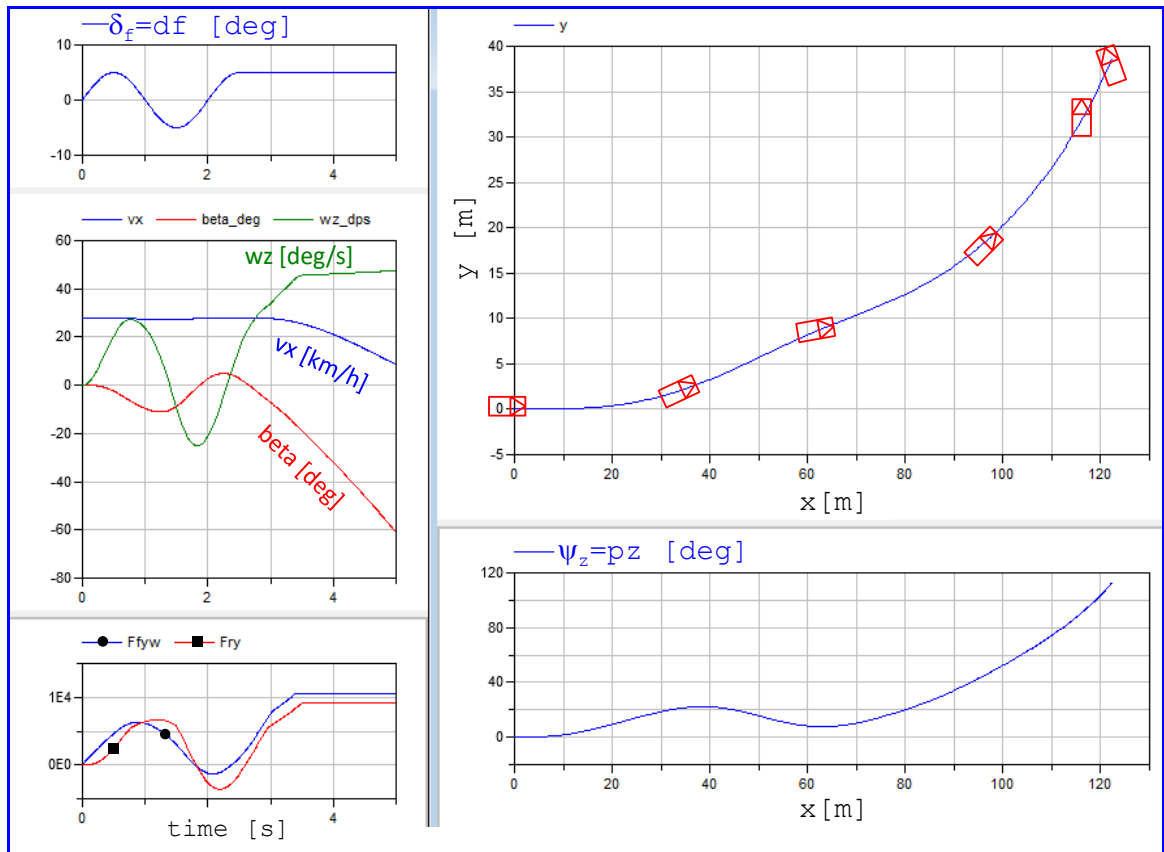 δf=df [deg]
10
0
-10
0 2 4
vx beta_deg wz_dps
60
40
20
0
-20
-40
-60
-80
wz [deg/s]
vx [km/h]
beta [deg]
0 2 4
Ffyw Fry
1E4
0E0
0 2 4
time [s]
y
40
35
30
25
20
15
10
5
0
-5
y [m]
0 20 40 60 80 100 120
x[m]
ψz=pz [deg]
120
80
40
0
0 20 40 60 80 100 120
x[m]